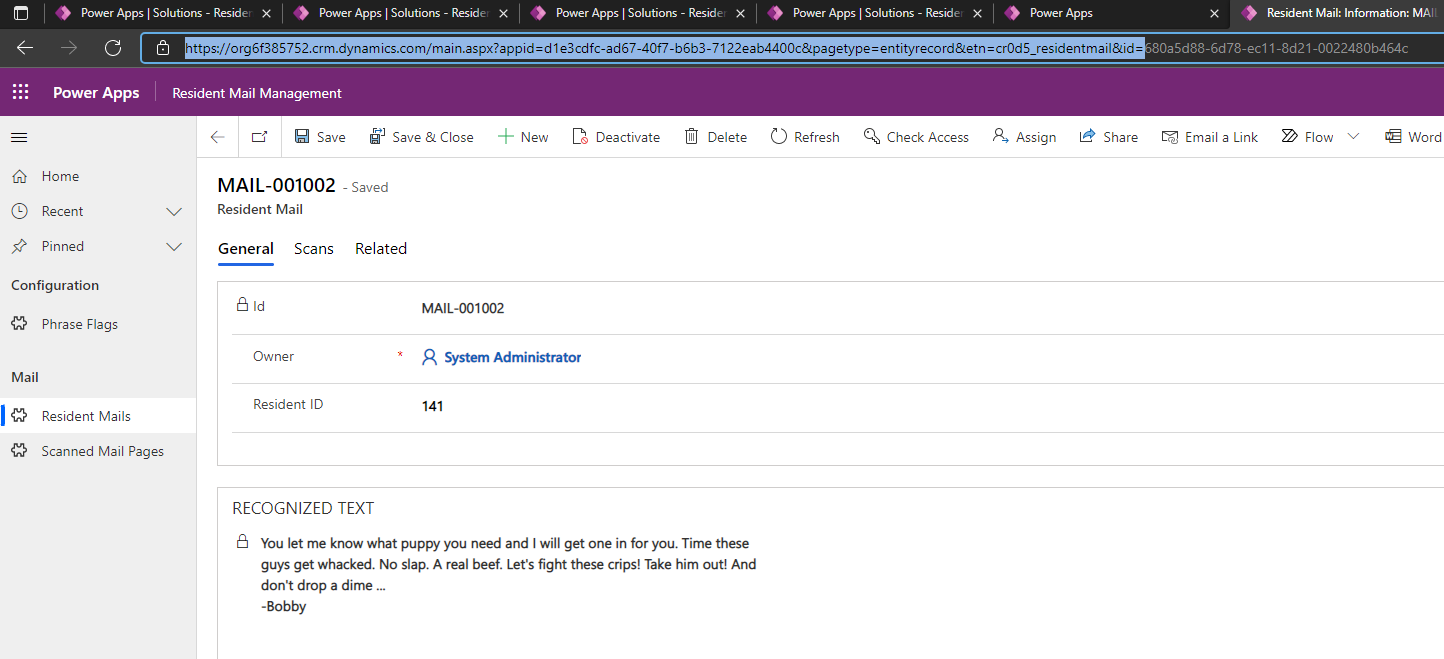 Power Apps | Solutions - Resider
Power Apps | Solutions - Resider
Power Apps | Solutions - Resider
Power Apps | Solutions - Resider
Power Apps
Resident Mail: Information: MAIL
https://org6f385752.crm.dynamics.com/main.aspx?appid=d1e3cdfc-ad67-40f7-b6b3-7122eab4400c&pagetype=entityrecord&etn=cr0d5_residentmail&id=680a5d88-6d78-ec11-8d21-0022480b464c
Power Apps
Resident Mail Management
Save
Save & Close
New
Deactivate
Delete
Refresh
Check Access
Assign
Share
Email a Link
Flow
Word
Home
Recent
Pinned
Configuration
Phrase Flags
Mail
Resident Mails
Scanned Mail Pages
MAIL-001002 - Saved
Resident Mail
General
Scans
Related
Id
MAIL-001002
Owner *
System Administrator
Resident ID
141
RECOGNIZED TEXT
You let me know what puppy you need and I will get one in for you. Time these
guys get whacked. No slap. A real beef. Let's fight these crips! Take him out! And
don't drop a dime ...
-Bobby